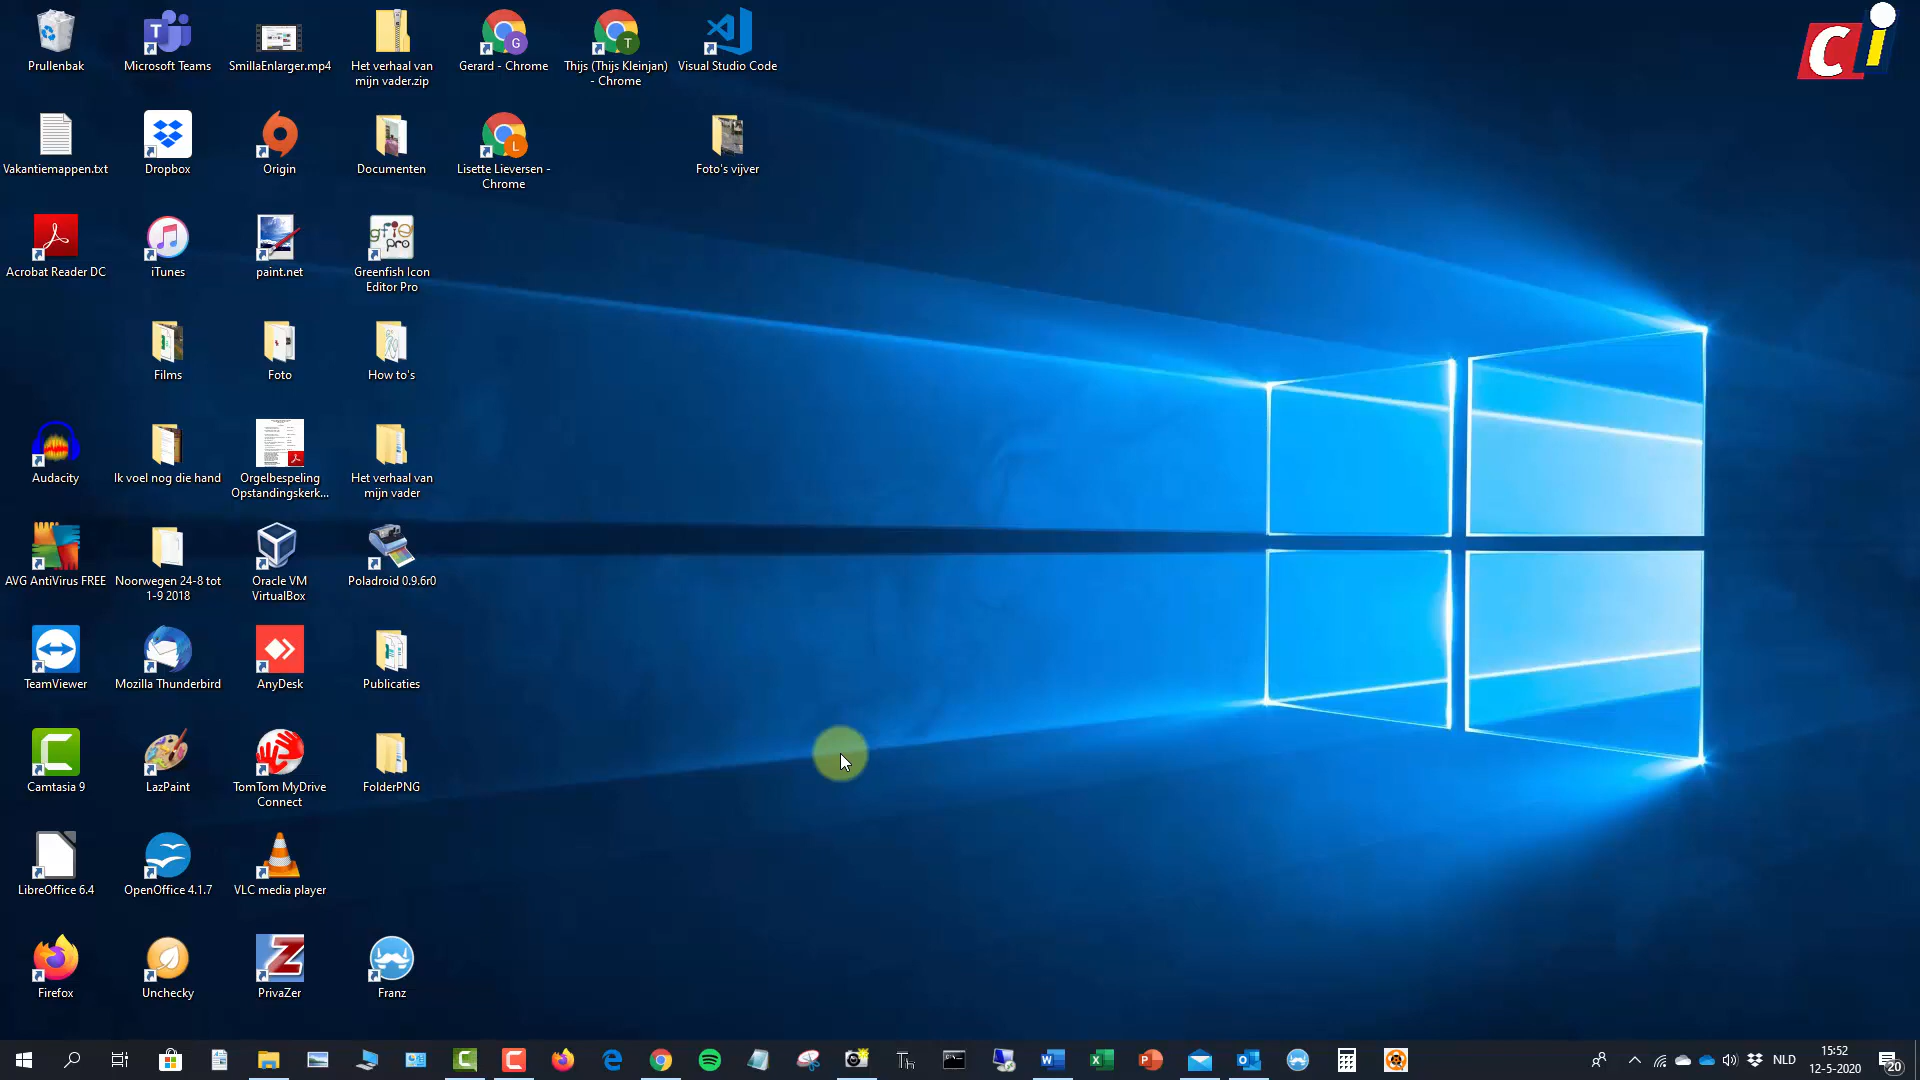 Prullenbak
Microsoft Teams
SmillaEnlarger.mp4
Het verhaal van
mijn vader.zip
Gerard - Chrome
Thijs (Thijs Kleinjan)
- Chrome
Visual Studio Code
Ci
Vakantiemappen.txt
Dropbox
Origin
Documenten
Lisette Lieversen -
Chrome
Foto's vijver
Acrobat Reader DC
iTunes
paint.net
Greenfish Icon
Editor Pro
Films
Foto
How to's
Audacity
Ik voel nog die hand
Orgelbespeling
Opstandingskerk...
Het verhaal van
mijn vader
AVG AntiVirus FREE
Noorwegen 24-8 tot
1-9 2018
Oracle VM
VirtualBox
Poladroid 0.9.6r0
TeamViewer
Mozilla Thunderbird
AnyDesk
Publicaties
Camtasia 9
LazPaint
TomTom MyDrive
Connect
FolderPNG
LibreOffice 6.4
OpenOffice 4.1.7
VLC media player
Firefox
Unchecky
PrivaZer
Franz
NLD
15:52
12-5-2020
20